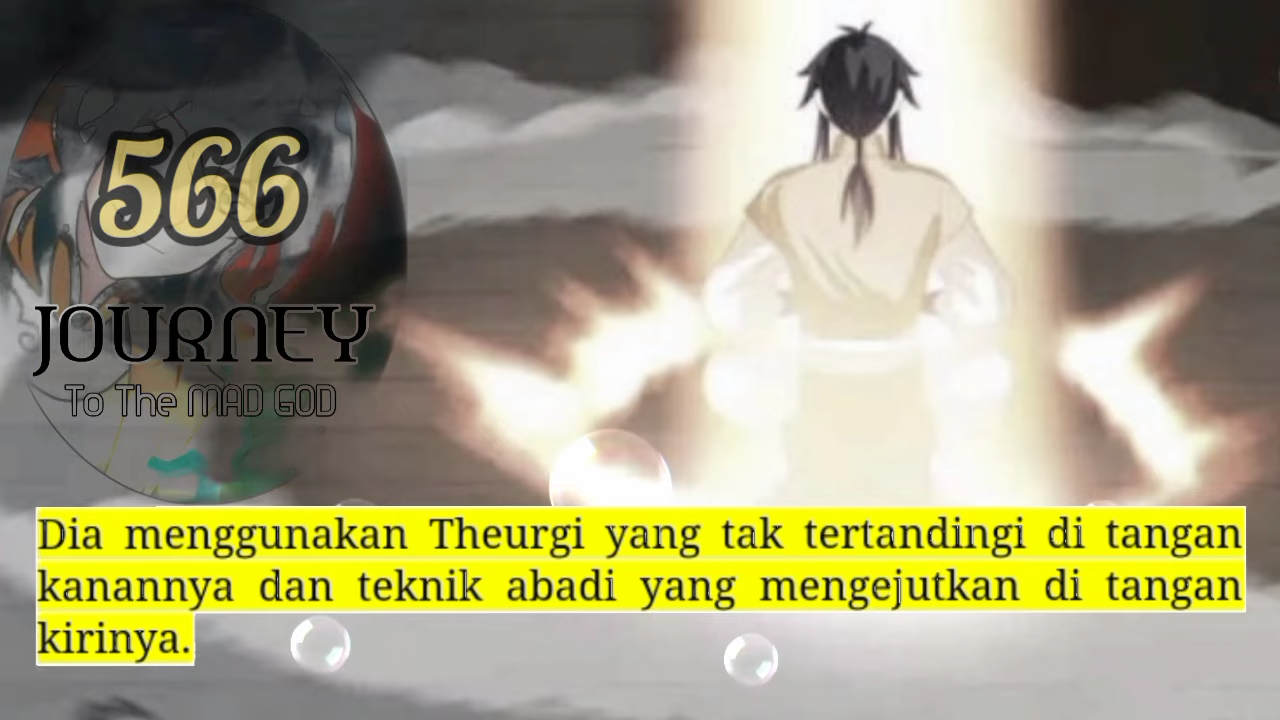 566
JOURNEY
To The MAD GOD
Dia menggunakan Theurgi yang tak tertandingi di tangan
kanannya dan teknik abadi yang mengejutkan di tangan
kirinya.